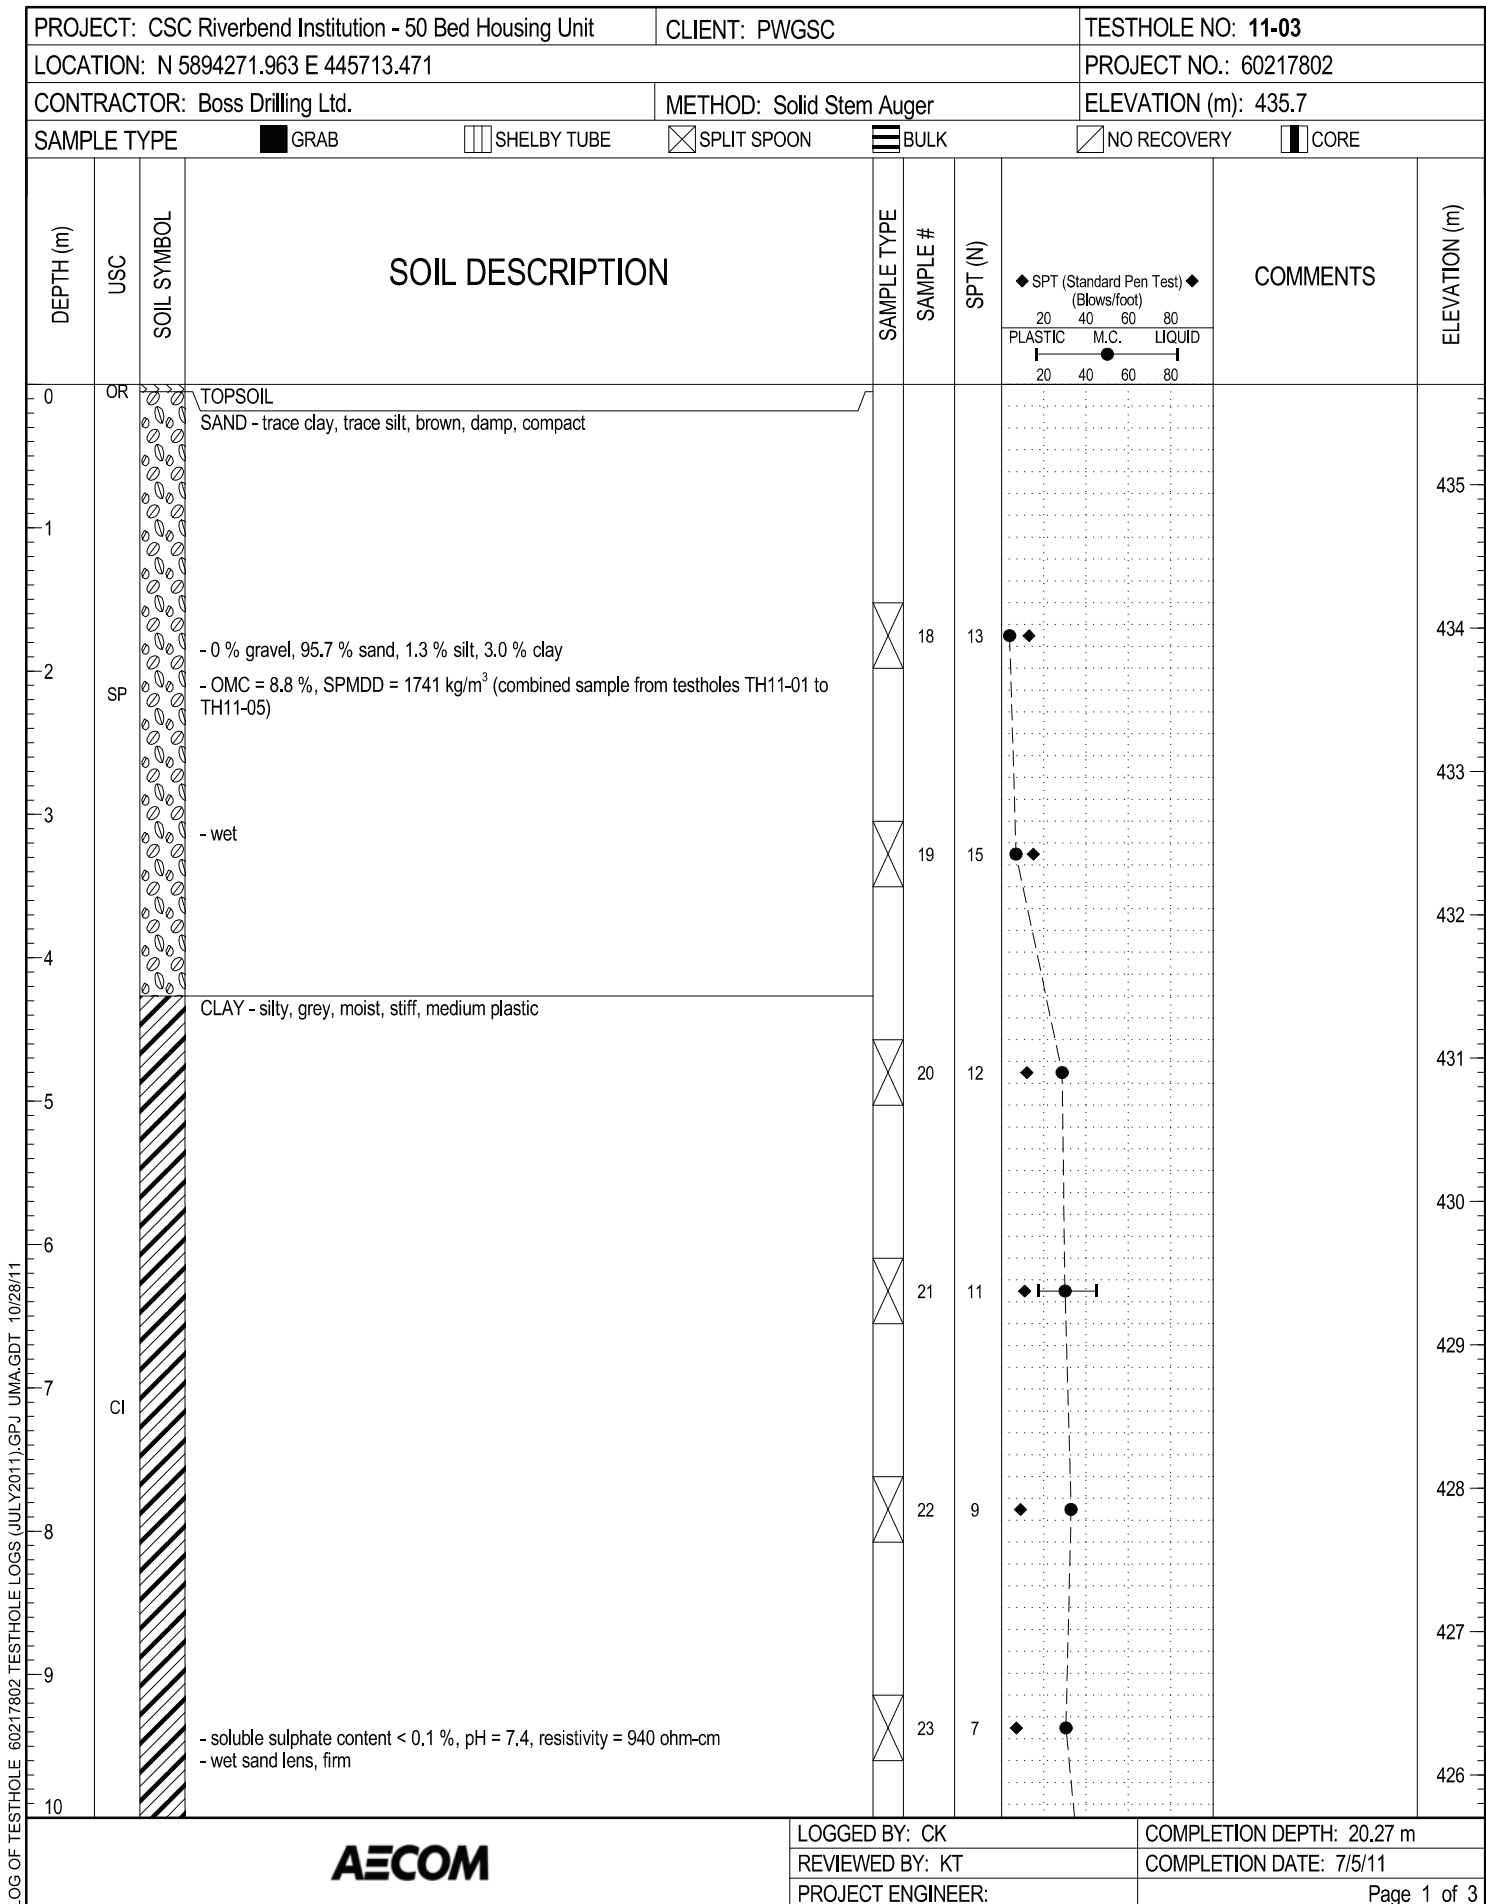 PROJECT: CSC Riverbend Institution - 50 Bed Housing Unit
CLIENT: PWGSC
TESTHOLE NO: 11-03
LOCATION: N 5894271.963 E 445713.471
PROJECT NO.: 60217802
CONTRACTOR: Boss Drilling Ltd.
METHOD: Solid Stem Auger
ELEVATION (m): 435.7
SAMPLE TYPE
GRAB
SHELBY TUBE
SPLIT SPOON
BULK
NO RECOVERY
CORE
DEPTH (m)
USC
SOIL SYMBOL
SOIL DESCRIPTION
SAMPLE TYPE
SAMPLE #
SPT (N)
◆ SPT (Standard Pen Test) ◆
(Blows/foot)
20 40 60 80
PLASTIC M.C. LIQUID
20 40 60 80
COMMENTS
ELEVATION (m)
0
OR
TOPSOIL
SAND - trace clay, trace silt, brown, damp, compact
435
1
18 13
434
- 0 % gravel, 95.7 % sand, 1.3 % silt, 3.0 % clay
2
SP
- OMC = 8.8 %, SPMDD = 1741 kg/m³ (combined sample from testholes TH11-01 to
TH11-05)
433
3
- wet
19 15
432
4
CLAY - silty, grey, moist, stiff, medium plastic
431
20 12
5
430
6
21 11
429
7
CI
428
22 9
8
427
9
23 7
- soluble sulphate content < 0.1 %, pH = 7.4, resistivity = 940 ohm-cm
- wet sand lens, firm
426
10
LOG OF TESTHOLE 60217802 TESTHOLE LOGS (JULY2011).GPJ UMA.GDT 10/28/11
AECOM
LOGGED BY: CK
COMPLETION DEPTH: 20.27 m
REVIEWED BY: KT
COMPLETION DATE: 7/5/11
PROJECT ENGINEER:
Page 1 of 3